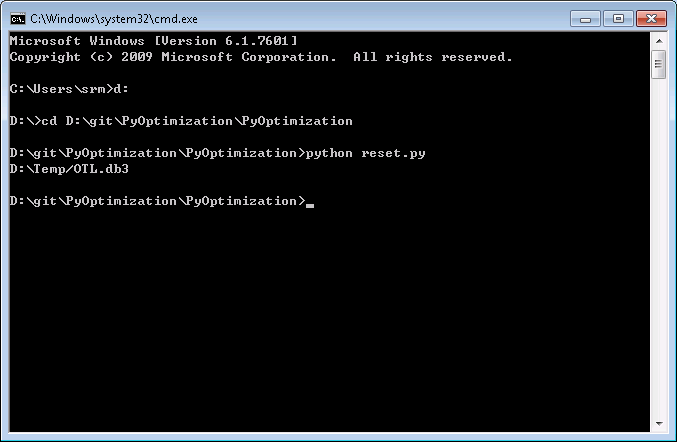 C:\Windows\system32\cmd.exe
Microsoft Windows [Version 6.1.7601]
Copyright (c) 2009 Microsoft Corporation.  All rights reserved.
C:\Users\srm>d:
D:\>cd D:\git\PyOptimization\PyOptimization
D:\git\PyOptimization\PyOptimization>python reset.py
D:\Temp/OTL.db3
D:\git\PyOptimization\PyOptimization>_